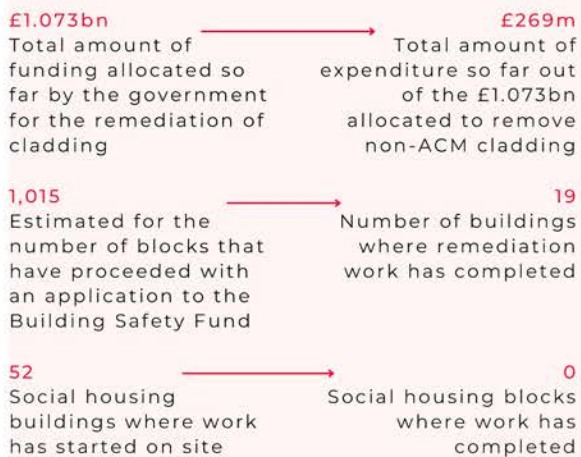 £1.073bn
Total amount of
funding allocated so
far by the government
for the remediation of
cladding
£269m
Total amount of
expenditure so far out
of the £1.073bn
allocated to remove
non-ACM cladding
1,015
Estimated for the
number of blocks that
have proceeded with
an application to the
Building Safety Fund
19
Number of buildings
where remediation
work has completed
52
Social housing
buildings where work
has started on site
0
Social housing blocks
where work has
completed